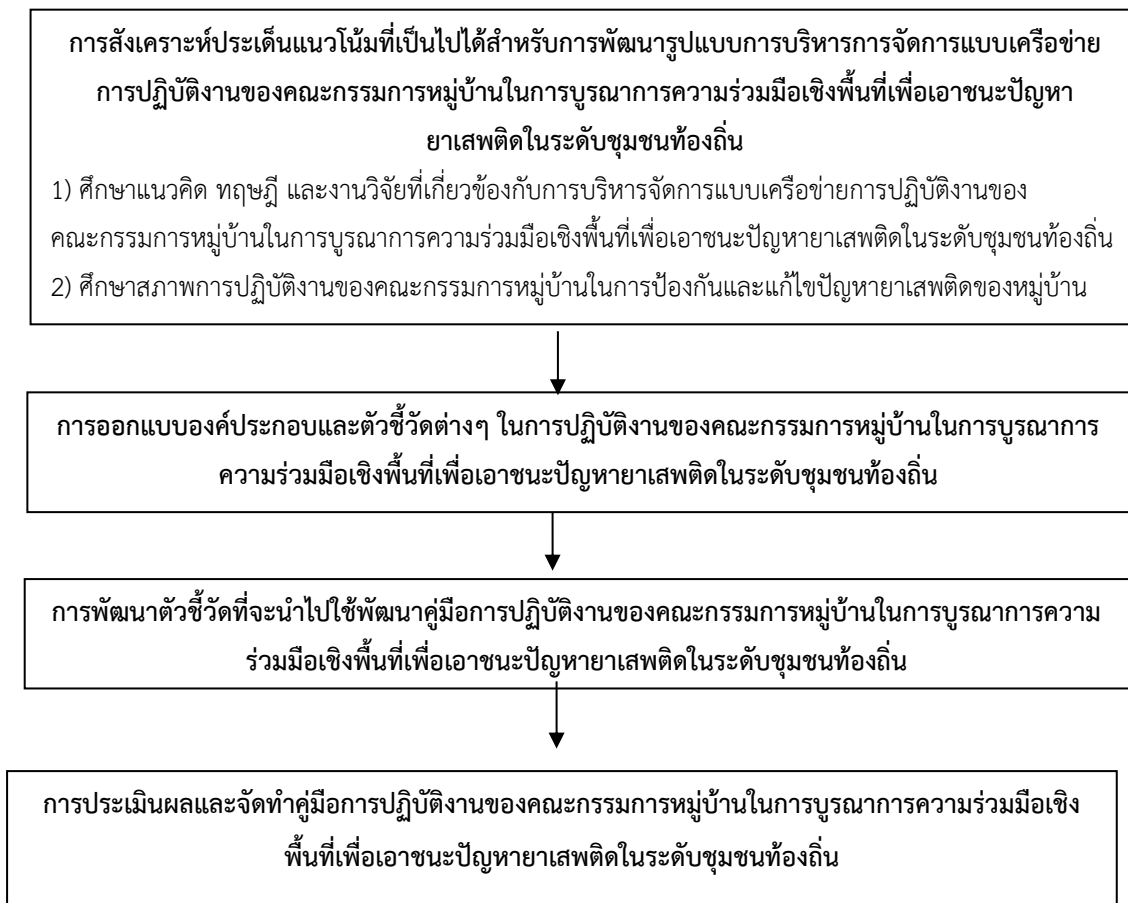 การสังเคราะห์ประเด็นแนวโน้มที่เป็นไปได้สำหรับการพัฒนารูปแบบการบริหารการจัดการแบบเครือข่าย
การปฏิบัติงานของคณะกรรมการหมู่บ้านในการบูรณาการความร่วมมือเชิงพื้นที่เพื่อเอาชนะปัญหา
ยาเสพติดในระดับชุมชนท้องถิ่น
1) ศึกษาแนวคิด ทฤษฎี และงานวิจัยที่เกี่ยวข้องกับการบริหารจัดการแบบเครือข่ายการปฏิบัติงานของ
คณะกรรมการหมู่บ้านในการบูรณาการความร่วมมือเชิงพื้นที่เพื่อเอาชนะปัญหายาเสพติดในระดับชุมชนท้องถิ่น
2) ศึกษาสภาพการปฏิบัติงานของคณะกรรมการหมู่บ้านในการป้องกันและแก้ไขปัญหายาเสพติดของหมู่บ้าน
การออกแบบองค์ประกอบและตัวชี้วัดต่างๆ ในการปฏิบัติงานของคณะกรรมการหมู่บ้านในการบูรณาการ
ความร่วมมือเชิงพื้นที่เพื่อเอาชนะปัญหายาเสพติดในระดับชุมชนท้องถิ่น
การพัฒนาตัวชี้วัดที่จะนำไปใช้พัฒนาคู่มือการปฏิบัติงานของคณะกรรมการหมู่บ้านในการบูรณาการความ
ร่วมมือเชิงพื้นที่เพื่อเอาชนะปัญหายาเสพติดในระดับชุมชนท้องถิ่น
การประเมินผลและจัดทำคู่มือการปฏิบัติงานของคณะกรรมการหมู่บ้านในการบูรณาการความร่วมมือเชิง
พื้นที่เพื่อเอาชนะปัญหายาเสพติดในระดับชุมชนท้องถิ่น